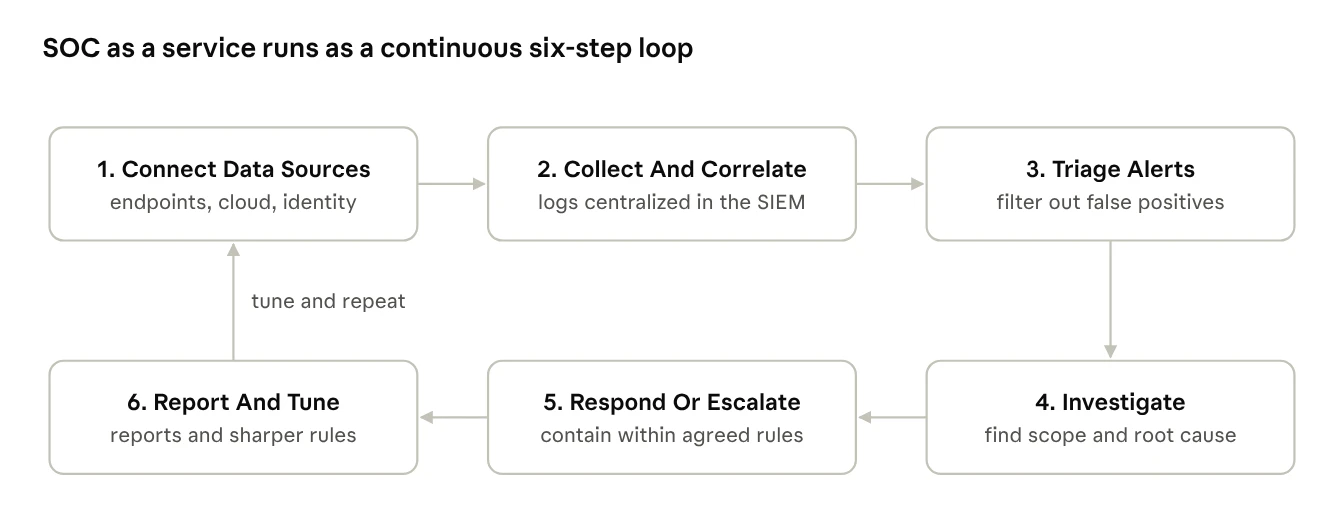 SOC as a service runs as a continuous six-step loop
1. Connect Data Sources
endpoints, cloud, identity
2. Collect And Correlate
logs centralized in the SIEM
3. Triage Alerts
filter out false positives
tune and repeat
4. Investigate
find scope and root cause
5. Respond Or Escalate
contain within agreed rules
6. Report And Tune
reports and sharper rules